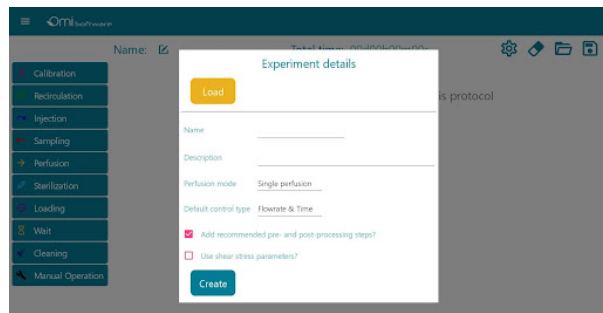 Omi Software
Name: Total time: 00d00h00m00s
Experiment details
Load
is protocol
Calibration
Recirculation
Injection
Sampling
Perfusion
Sterilization
Loading
Wait
Cleaning
Manual Operation
Name
Description
Perfusion mode Single perfusion
Default control type Flowrate & Time
Add recommended pre- and post-processing steps?
Use shear stress parameters?
Create